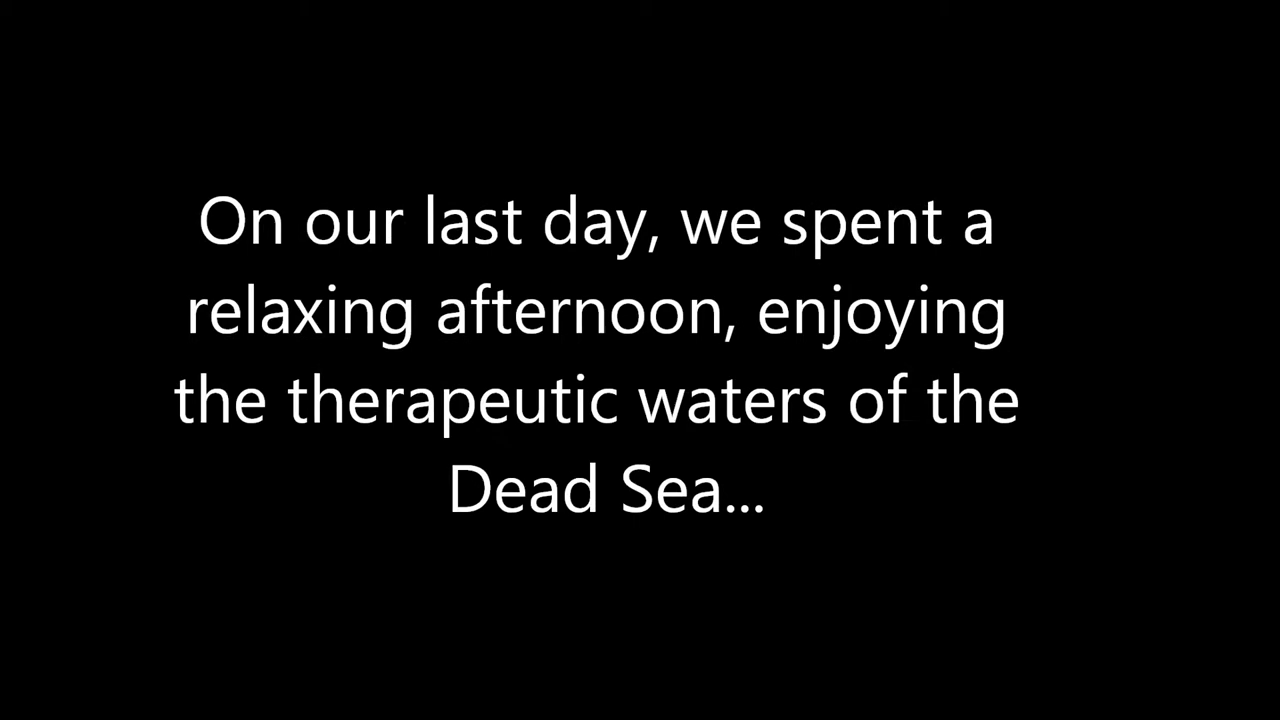 On our last day, we spent a
relaxing afternoon, enjoying
the therapeutic waters of the
Dead Sea...